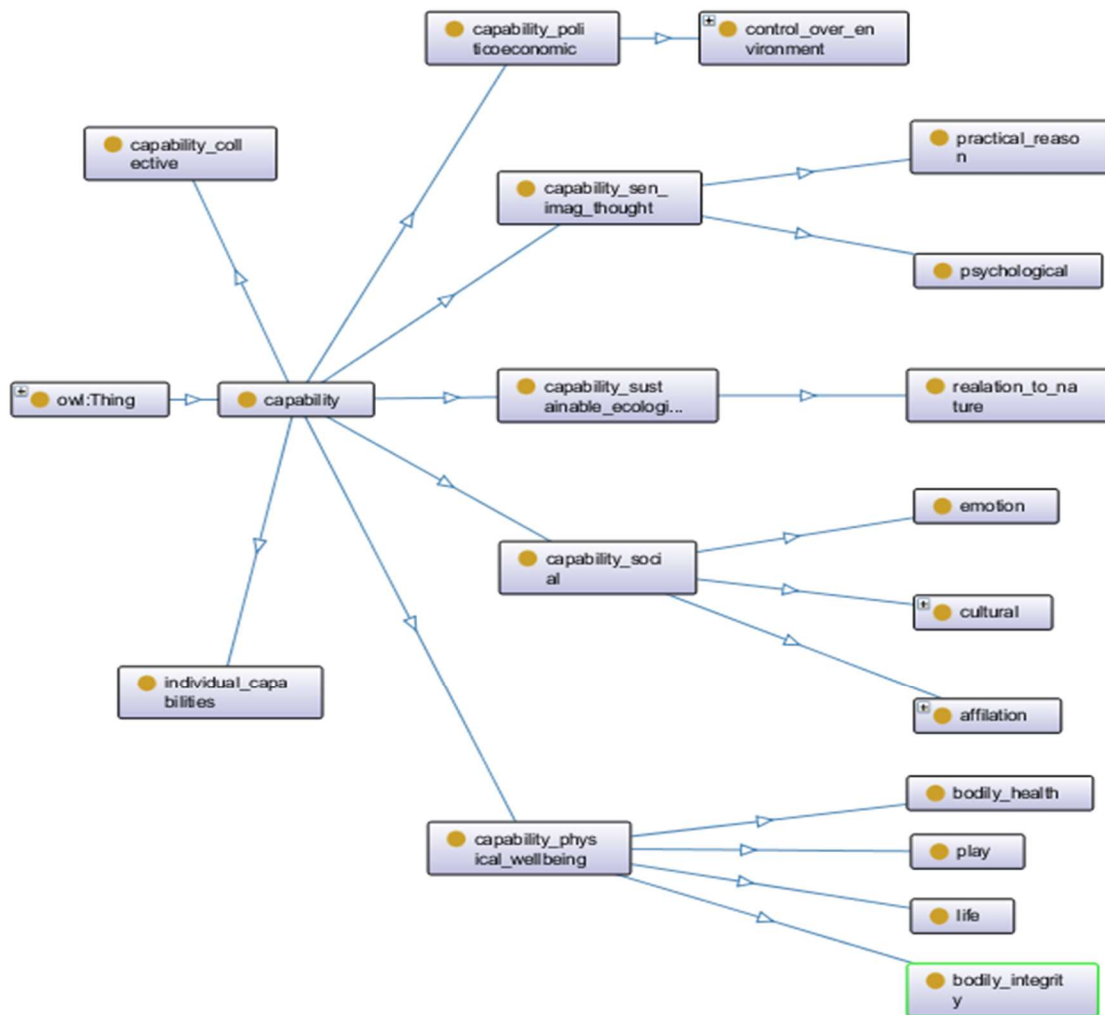 capability_poli
ticoeconomic
control_over_en
vironment
capability_coll
ective
practical_reaso
n
capability_sen_
imag_thought
psychological
owl:Thing
capability
capability_sust
ainable_ecologi...
realation_to_na
ture
emotion
capability_soci
al
cultural
individual_capa
bilities
affilation
bodily_health
capability_phys
ical_wellbeing
play
life
bodily_integrit
y